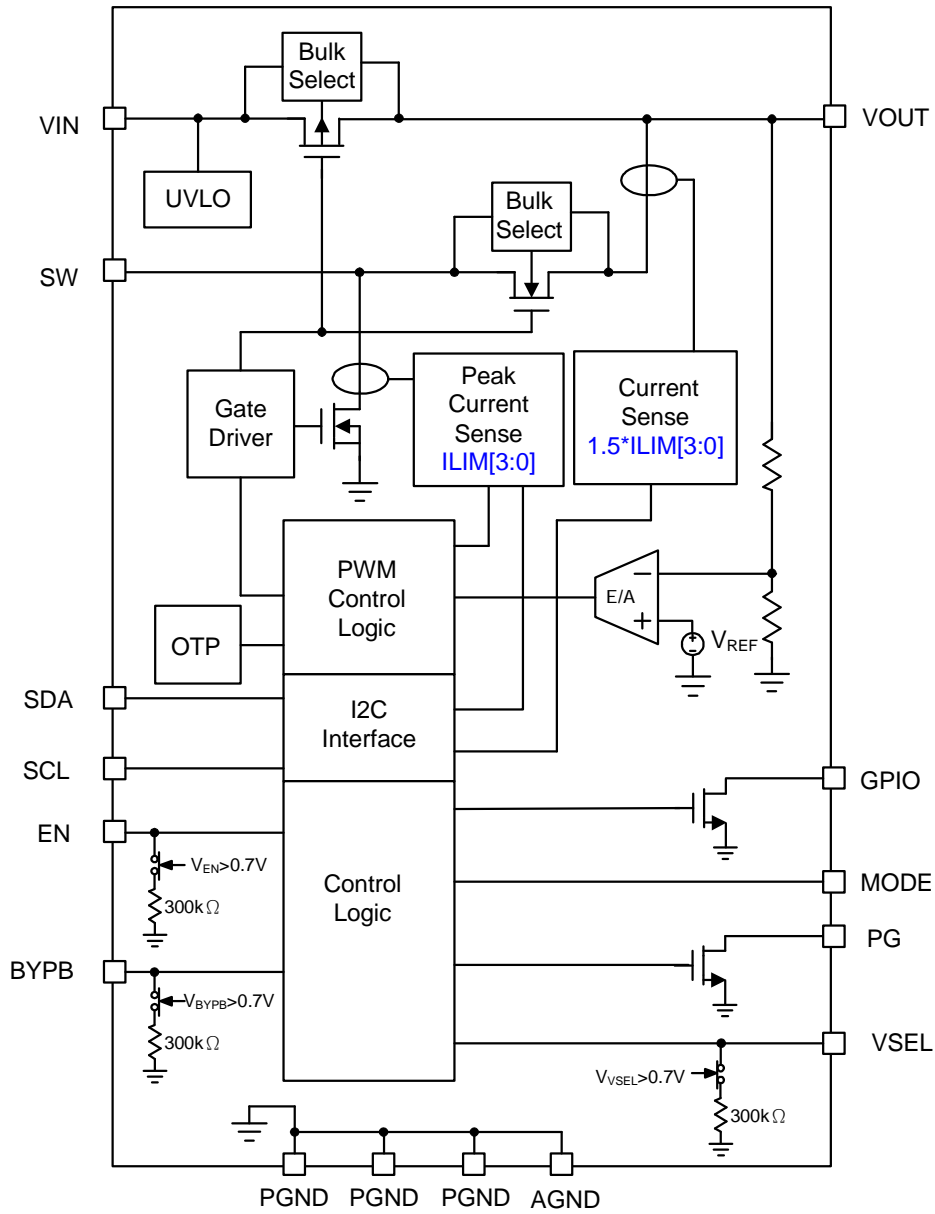 Bulk
Select
VIN
VOUT
UVLO
Bulk
Select
SW
Gate
Driver
Peak
Current
Sense
ILIM[3:0]
Current
Sense
1.5*ILIM[3:0]
PWM
Control
Logic
E/A
VREF
OTP
SDA
I2C
Interface
SCL
GPIO
EN
VEN>0.7V
300kΩ
Control
Logic
MODE
PG
BYPB
VBYPB>0.7V
300kΩ
VSEL
VVSEL>0.7V
300kΩ
PGND PGND PGND AGND